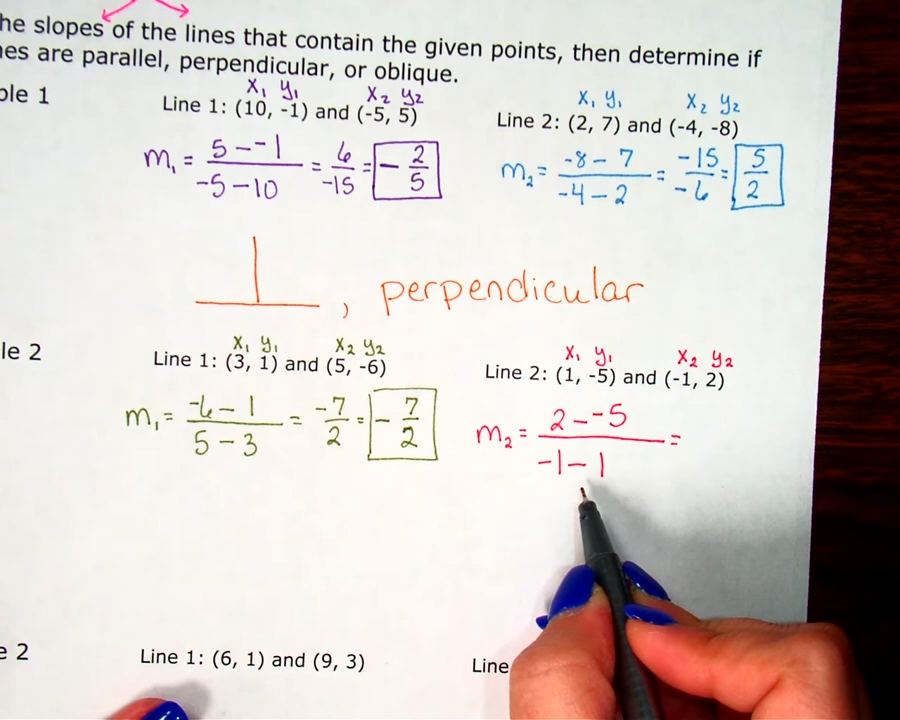 he slopes of the lines that contain the given points, then determine if
nes are parallel, perpendicular, or oblique.
ple 1
x₁ y₁ x₂ y₂
Line 1: (10, -1) and (-5, 5)
m₁ = (5 - -1)/(-5 - 10) = 6/-15 = - 2/5
x₁ y₁ x₂ y₂
Line 2: (2, 7) and (-4, -8)
m₂ = (-8 - 7)/(-4 - 2) = -15/-6 = 5/2
⊥, perpendicular
le 2
x₁ y₁ x₂ y₂
Line 1: (3, 1) and (5, -6)
m₁ = (-6 - 1)/(5 - 3) = -7/2 = - 7/2
x₁ y₁ x₂ y₂
Line 2: (1, -5) and (-1, 2)
m₂ = (2 - -5)/(-1 - 1) =
e 2
Line 1: (6, 1) and (9, 3)
Line